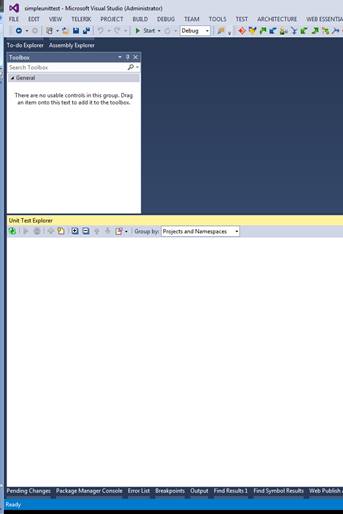 simpleunittest - Microsoft Visual Studio (Administrator)
FILE EDIT VIEW TELERIK PROJECT BUILD DEBUG TEAM TOOLS TEST ARCHITECTURE WEB ESSENTIA
Start Debug
To-do Explorer Assembly Explorer
Toolbox
Search Toolbox
General
There are no usable controls in this group. Drag
an item onto this text to add it to the toolbox.
Unit Test Explorer
Group by: Projects and Namespaces
Pending Changes Package Manager Console Error List Breakpoints Output Find Results 1 Find Symbol Results Web Publish
Ready